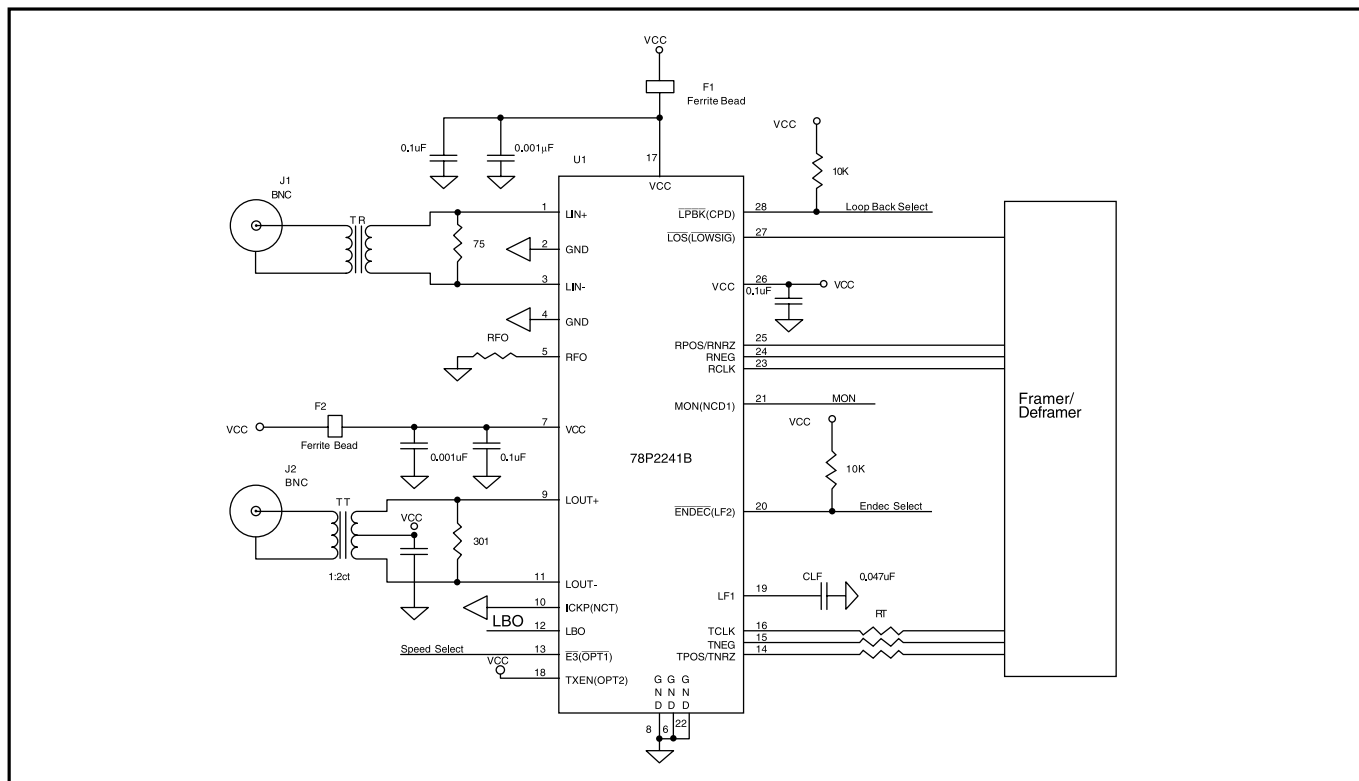 VCC
F1
Ferrite Bead
VCC
0.1uF
0.001µF
U1
17
10K
VCC
J1
BNC
TR
1
LIN+
LPBK(CPD)
28
Loop Back Select
LOS(LOWSIG)
27
75
2
GND
3
LIN-
VCC
26
0.1uF
VCC
4
GND
RFO
5
RFO
RPOS/RNRZ
25
RNEG
24
RCLK
23
MON(NCD1)
21
MON
Framer/
Deframer
F2
VCC
Ferrite Bead
7
VCC
VCC
0.001uF
0.1uF
78P2241B
10K
J2
BNC
TT
9
LOUT+
VCC
301
ENDEC(LF2)
20
Endec Select
1:2ct
11
LOUT-
CLF
0.047uF
LF1
19
10
ICKP(NCT)
RT
LBO
12
LBO
TCLK
16
TNEG
15
Speed Select
13
E3(OPT1)
TPOS/TNRZ
14
VCC
18
TXEN(OPT2)
GND
GND
GND
8
6
22